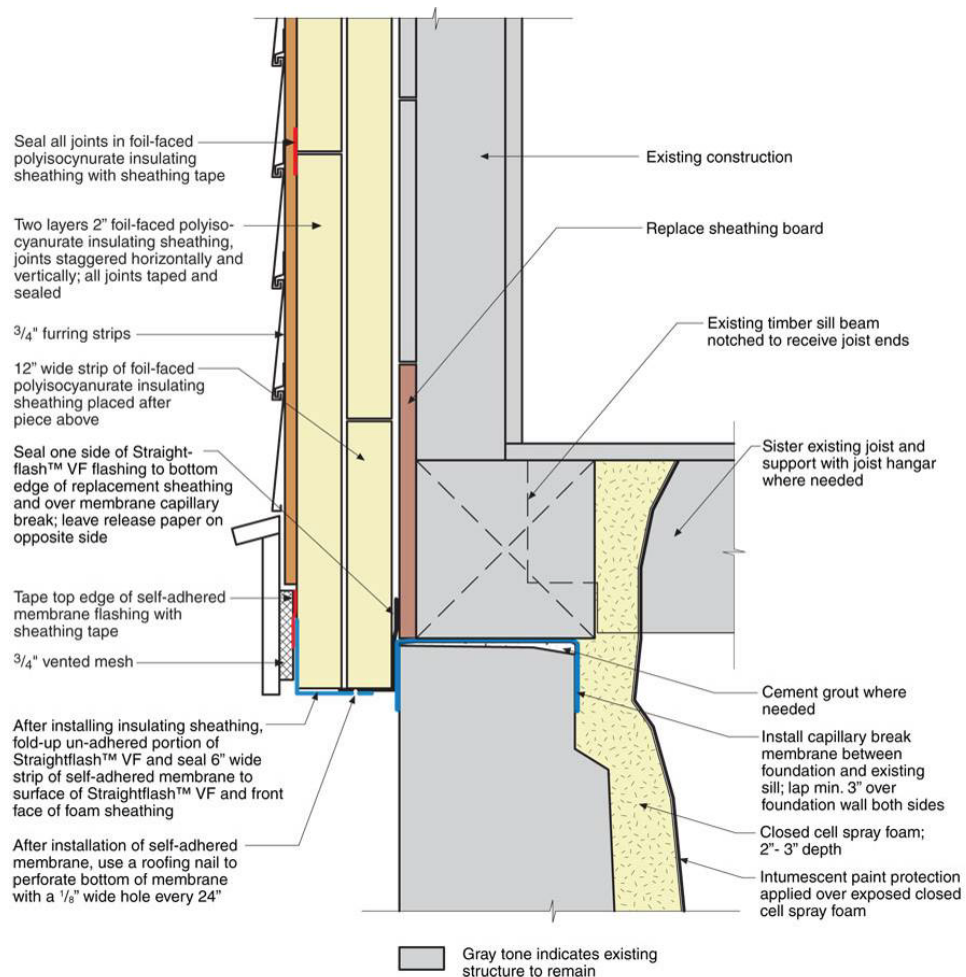 Seal all joints in foil-faced
polyisocynurate insulating
sheathing with sheathing tape
Two layers 2” foil-faced polyiso-
cyanurate insulating sheathing,
joints staggered horizontally and
vertically; all joints taped and
sealed
3/4" furring strips
12” wide strip of foil-faced
polyisocyanurate insulating
sheathing placed after
piece above
Seal one side of Straight-
flash™ VF flashing to bottom
edge of replacement sheathing
and over membrane capillary
break; leave release paper on
opposite side
Tape top edge of self-adhered
membrane flashing with
sheathing tape
3/4" vented mesh
After installing insulating sheathing,
fold-up un-adhered portion of
Straightflash™ VF and seal 6” wide
strip of self-adhered membrane to
surface of Straightflash™ VF and front
face of foam sheathing
After installation of self-adhered
membrane, use a roofing nail to
perforate bottom of membrane
with a 1/8” wide hole every 24”
Existing construction
Replace sheathing board
Existing timber sill beam
notched to receive joist ends
Sister existing joist and
support with joist hangar
where needed
Cement grout where
needed
Install capillary break
membrane between
foundation and existing
sill; lap min. 3” over
foundation wall both sides
Closed cell spray foam;
2”- 3” depth
Intumescent paint protection
applied over exposed closed
cell spray foam
Gray tone indicates existing
structure to remain